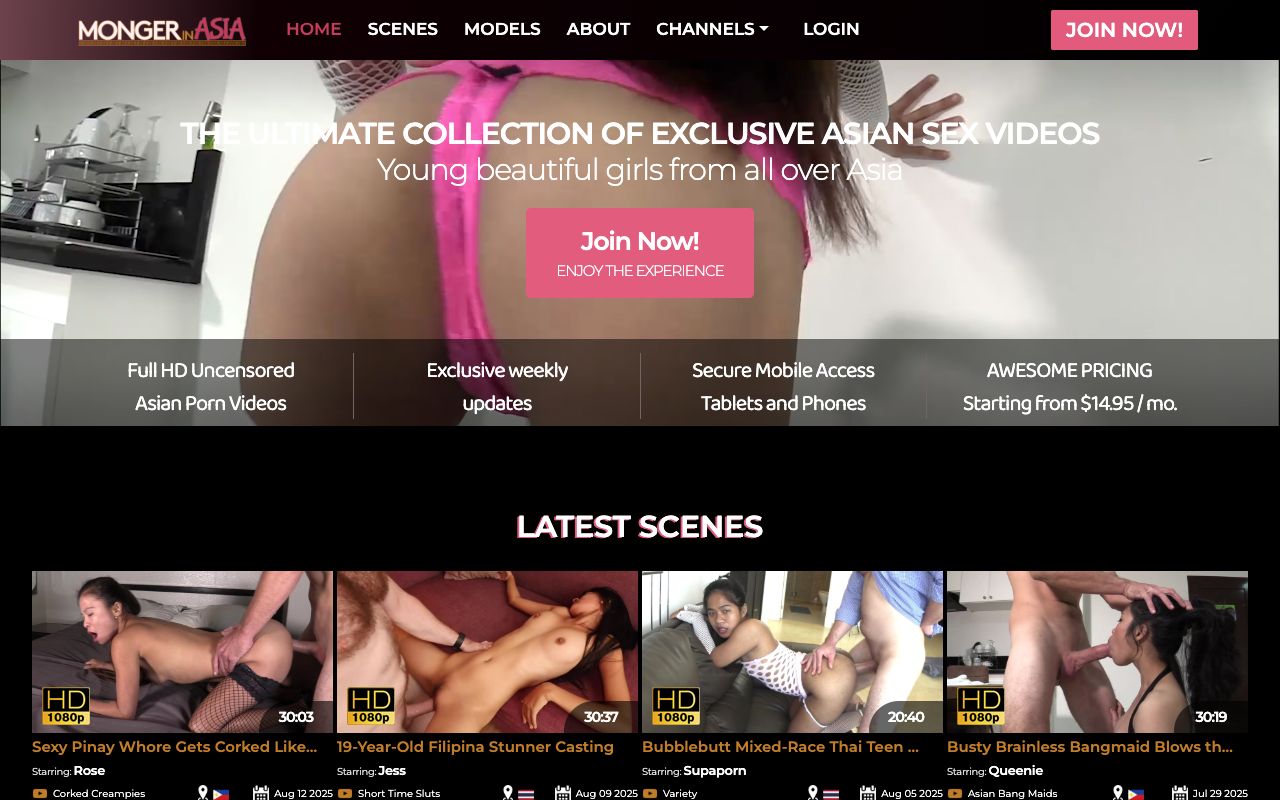 MONGER IN ASIA
HOME
SCENES
MODELS
ABOUT
CHANNELS
LOGIN
JOIN NOW!
THE ULTIMATE COLLECTION OF EXCLUSIVE ASIAN SEX VIDEOS
Young beautiful girls from all over Asia
Join Now!
ENJOY THE EXPERIENCE
Full HD Uncensored
Asian Porn Videos
Exclusive weekly
updates
Secure Mobile Access
Tablets and Phones
AWESOME PRICING
Starting from $14.95 / mo.
LATEST SCENES
HD
1080p
30:03
Sexy Pinay Whore Gets Corked Like...
Starring: Rose
Corked Creampies
Aug 12 2025
HD
1080p
30:37
19-Year-Old Filipina Stunner Casting
Starring: Jess
Short Time Sluts
Aug 09 2025
HD
1080p
20:40
Bubblebutt Mixed-Race Thai Teen ...
Starring: Supaporn
Variety
Aug 05 2025
HD
1080p
30:19
Busty Brainless Bangmaid Blows th...
Starring: Queenie
Asian Bang Maids
Jul 29 2025